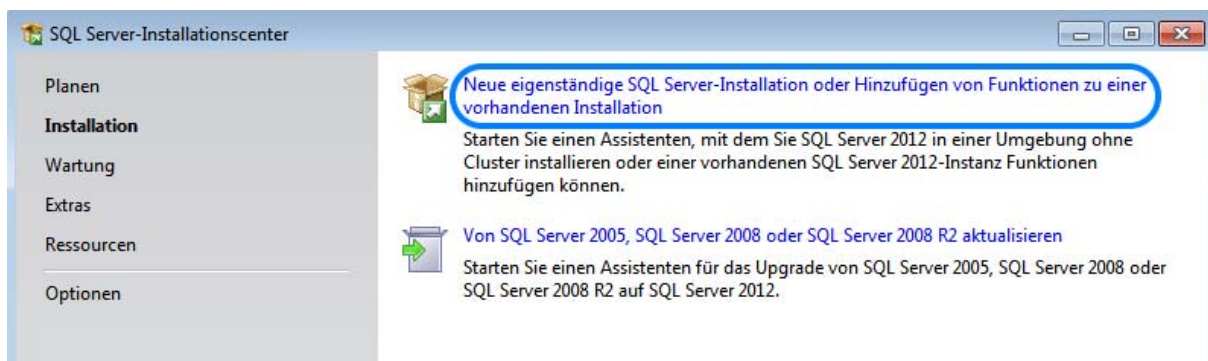 SQL Server-Installationscenter
Planen
Installation
Wartung
Extras
Ressourcen
Optionen
Neue eigenständige SQL Server-Installation oder Hinzufügen von Funktionen zu einer
vorhandenen Installation
Starten Sie einen Assistenten, mit dem Sie SQL Server 2012 in einer Umgebung ohne
Cluster installieren oder einer vorhandenen SQL Server 2012-Instanz Funktionen
hinzufügen können.
Von SQL Server 2005, SQL Server 2008 oder SQL Server 2008 R2 aktualisieren
Starten Sie einen Assistenten für das Upgrade von SQL Server 2005, SQL Server 2008 oder
SQL Server 2008 R2 auf SQL Server 2012.